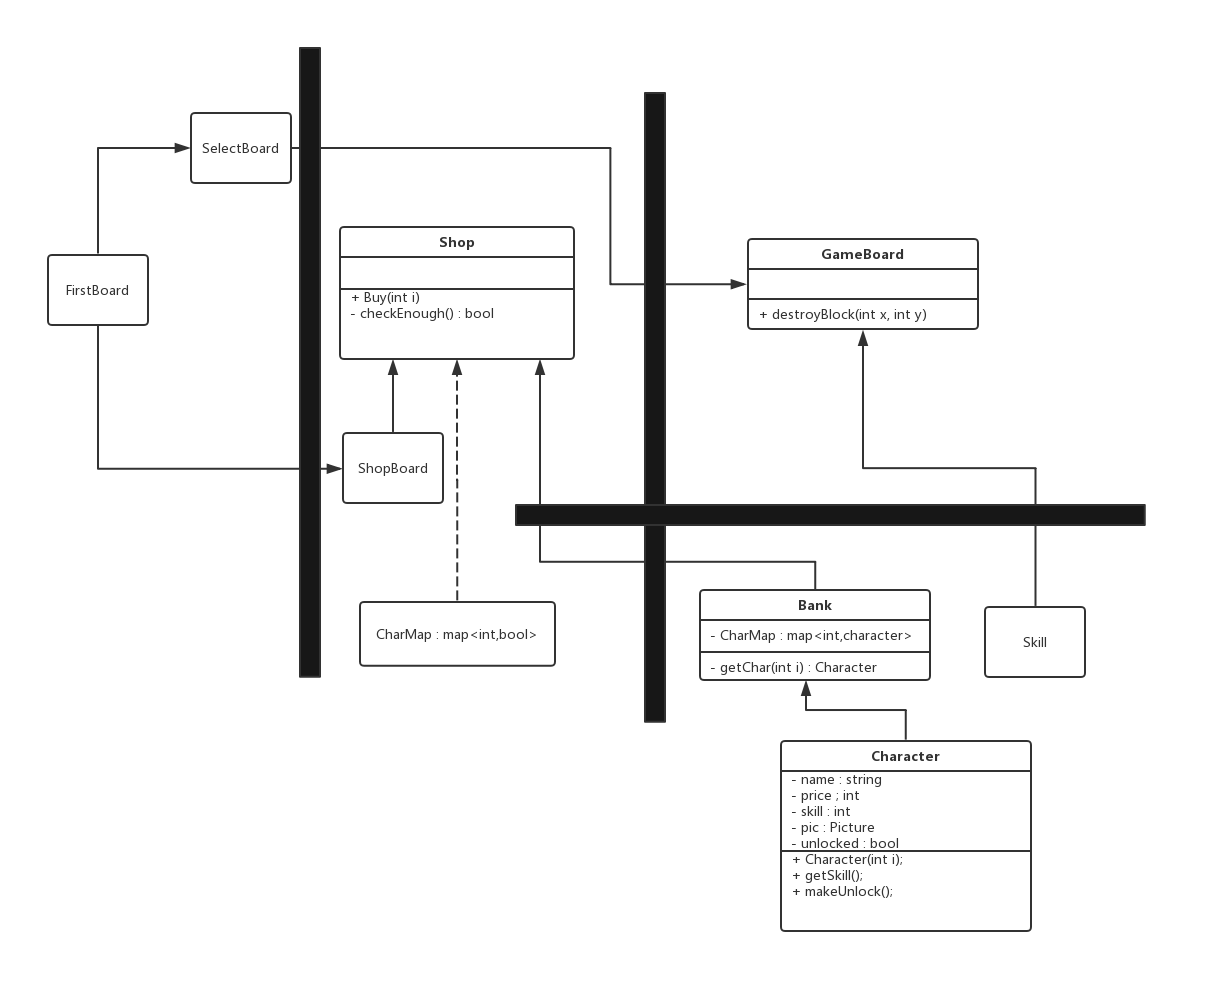 SelectBoard
FirstBoard
Shop
+ Buy(int i)
- checkEnough() : bool
GameBoard
+ destroyBlock(int x, int y)
ShopBoard
CharMap : map<int,bool>
Bank
- CharMap : map<int,character>
- getChar(int i) : Character
Skill
Character
- name : string
- price ; int
- skill : int
- pic : Picture
- unlocked : bool
+ Character(int i);
+ getSkill();
+ makeUnlock();